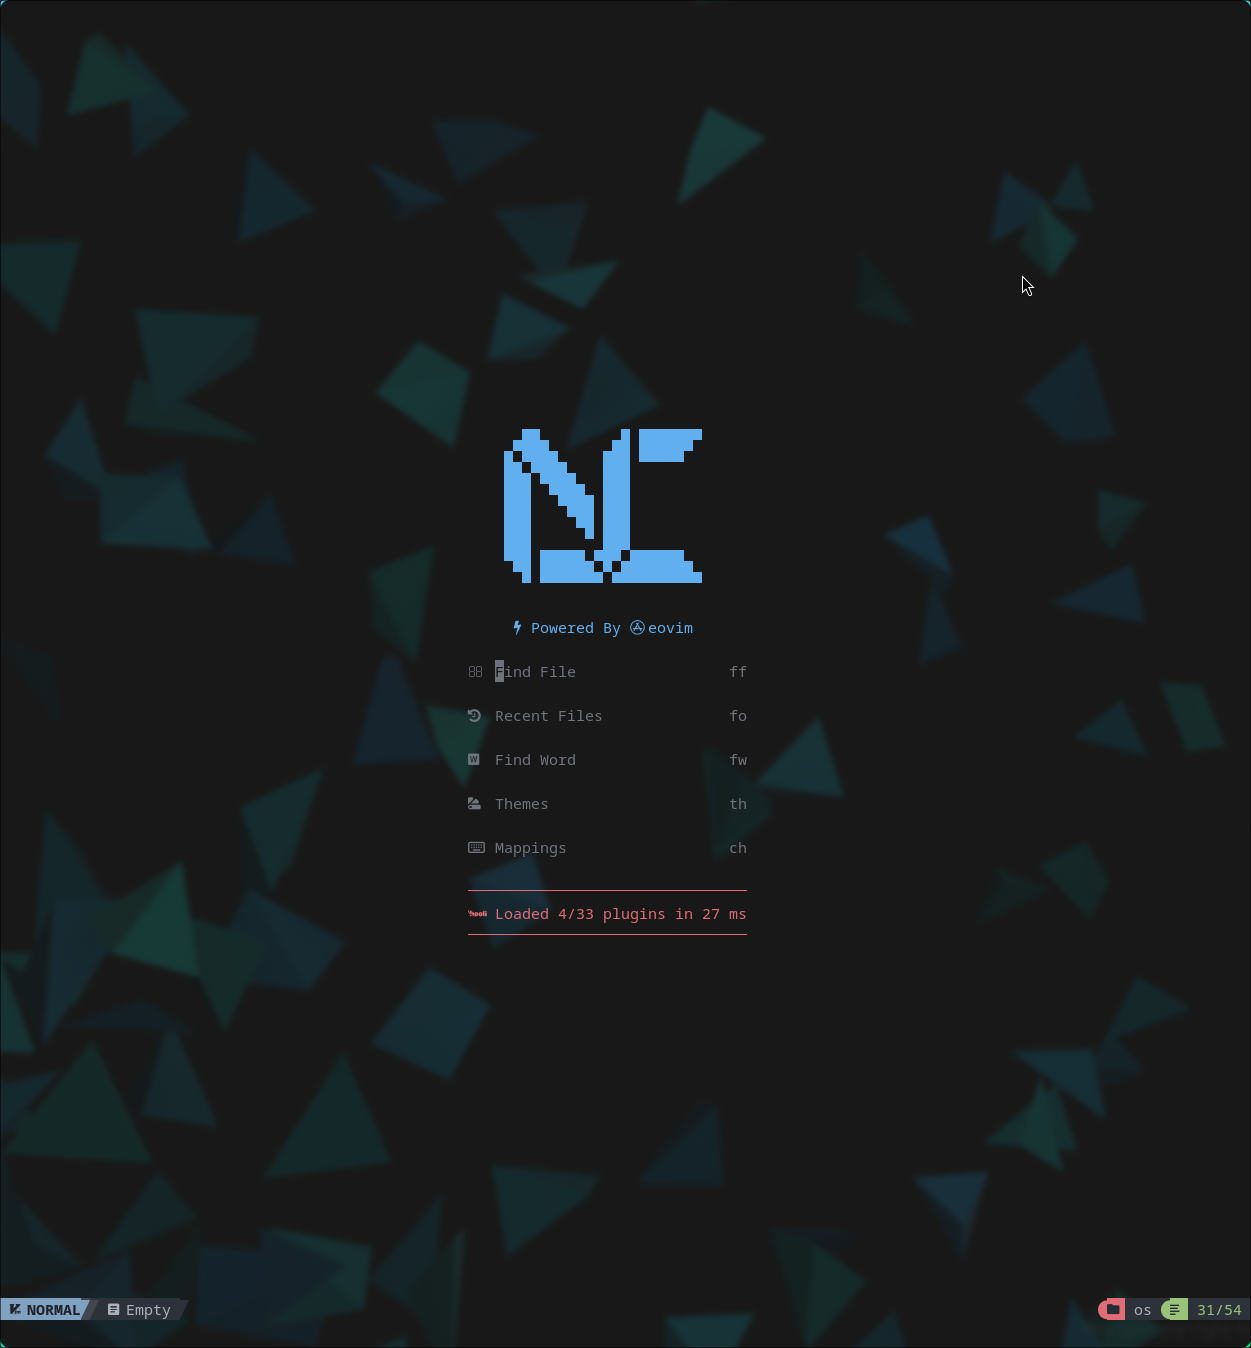 Powered By eovim
Find File ff
Recent Files fo
Find Word fw
Themes th
Mappings ch
Loaded 4/33 plugins in 27 ms
NORMAL Empty os 31/54